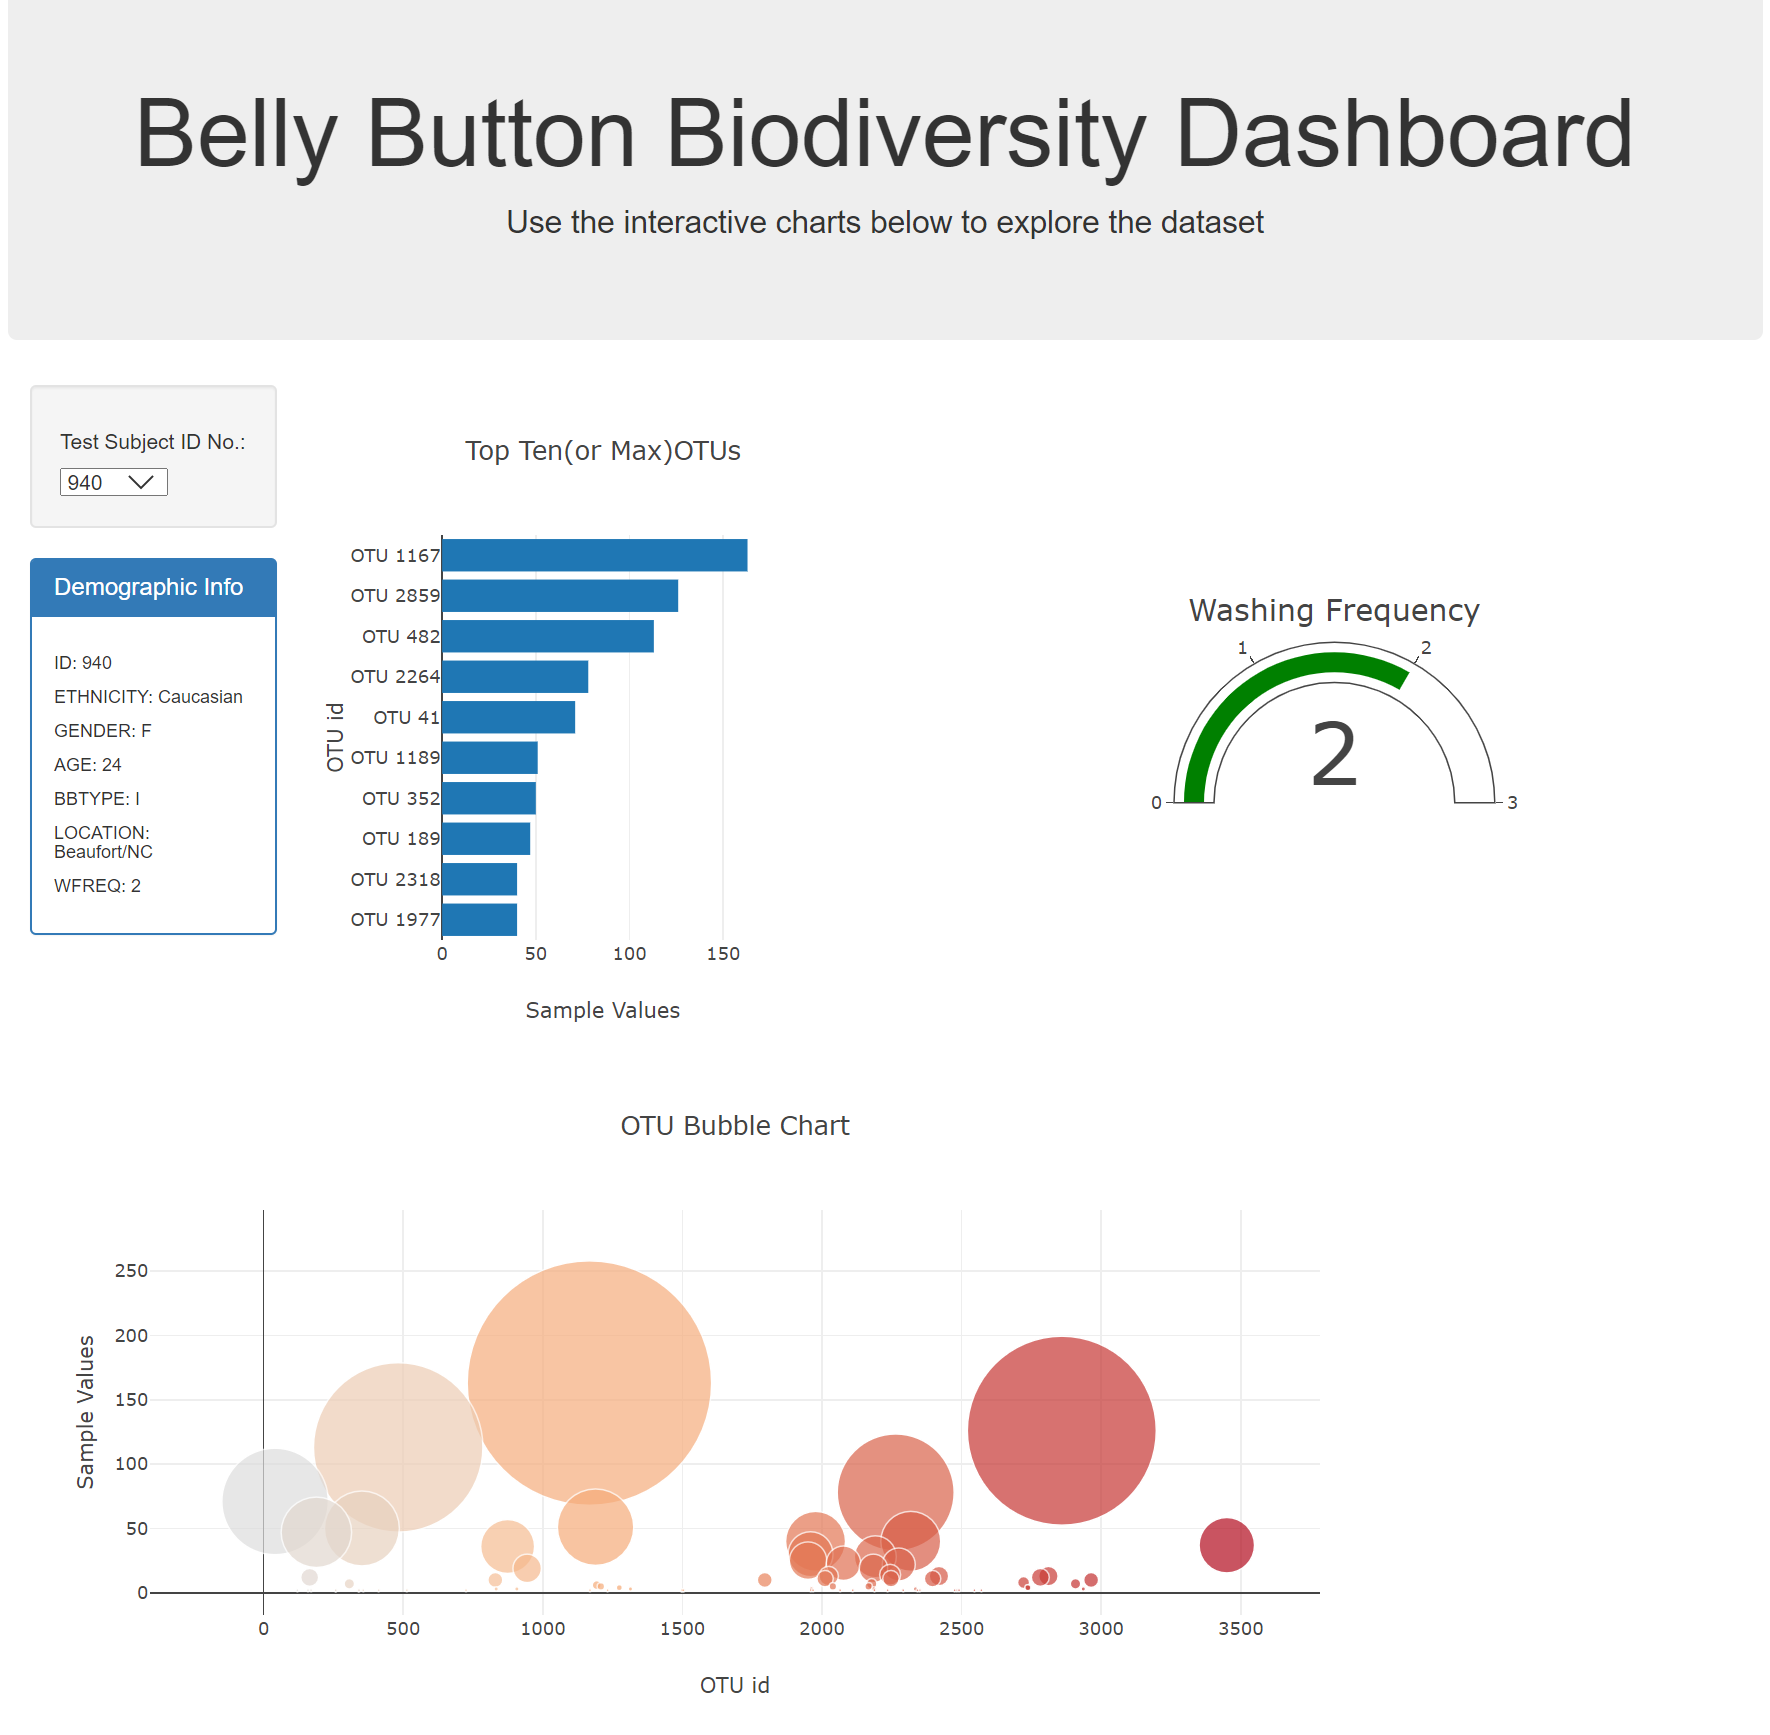 Belly Button Biodiversity Dashboard
Use the interactive charts below to explore the dataset
Test Subject ID No.:
940
Demographic Info
ID: 940
ETHNICITY: Caucasian
GENDER: F
AGE: 24
BBTYPE: I
LOCATION:
Beaufort/NC
WFREQ: 2
Top Ten(or Max)OTUs
OTU id
OTU 1167
OTU 2859
OTU 482
OTU 2264
OTU 41
OTU 1189
OTU 352
OTU 189
OTU 2318
OTU 1977
0 50 100 150
Sample Values
Washing Frequency
1 2
2
0 3
OTU Bubble Chart
Sample Values
250
200
150
100
50
0
0 500 1000 1500 2000 2500 3000 3500
OTU id